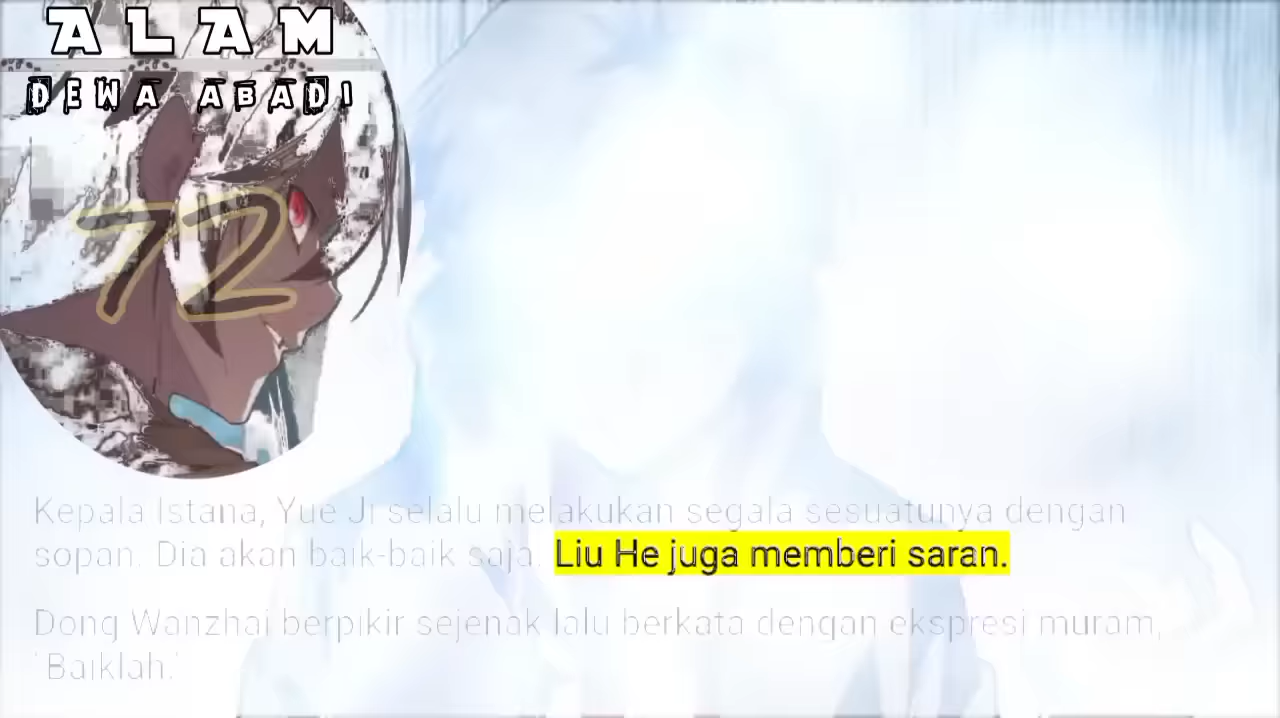 ALAM
DEWA ABADI
72
Kepala Istana, Yue Ji selalu melakukan segala sesuatunya dengan
sopan. Dia akan baik-baik saja. Liu He juga memberi saran.
Dong Wanzhai berpikir sejenak lalu berkata dengan ekspresi muram,
'Baiklah.'